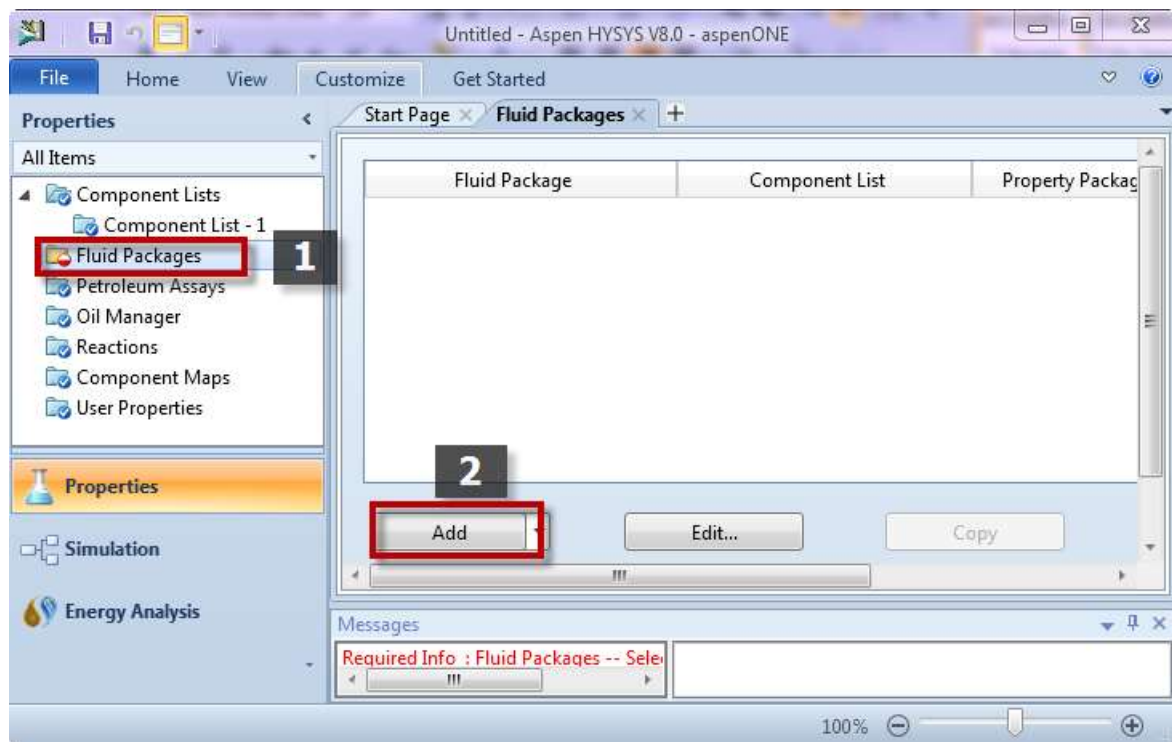 Untitled - Aspen HYSYS V8.0 - aspenONE
File Home View Customize Get Started
Properties
Start Page Fluid Packages
All Items
Component Lists
Component List - 1
Fluid Packages
1
Petroleum Assays
Oil Manager
Reactions
Component Maps
User Properties
Fluid Package Component List Property Packag
Properties
Simulation
Energy Analysis
2
Add Edit... Copy
Messages
Required Info : Fluid Packages -- Sele
100%